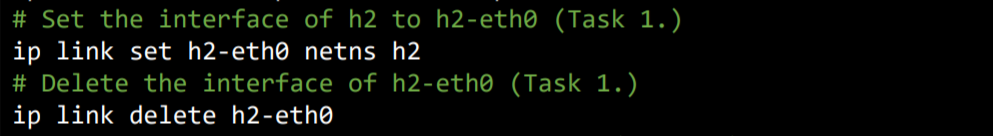 # Set the interface of h2 to h2-eth0 (Task 1.)
ip link set h2-eth0 netns h2
# Delete the interface of h2-eth0 (Task 1.)
ip link delete h2-eth0